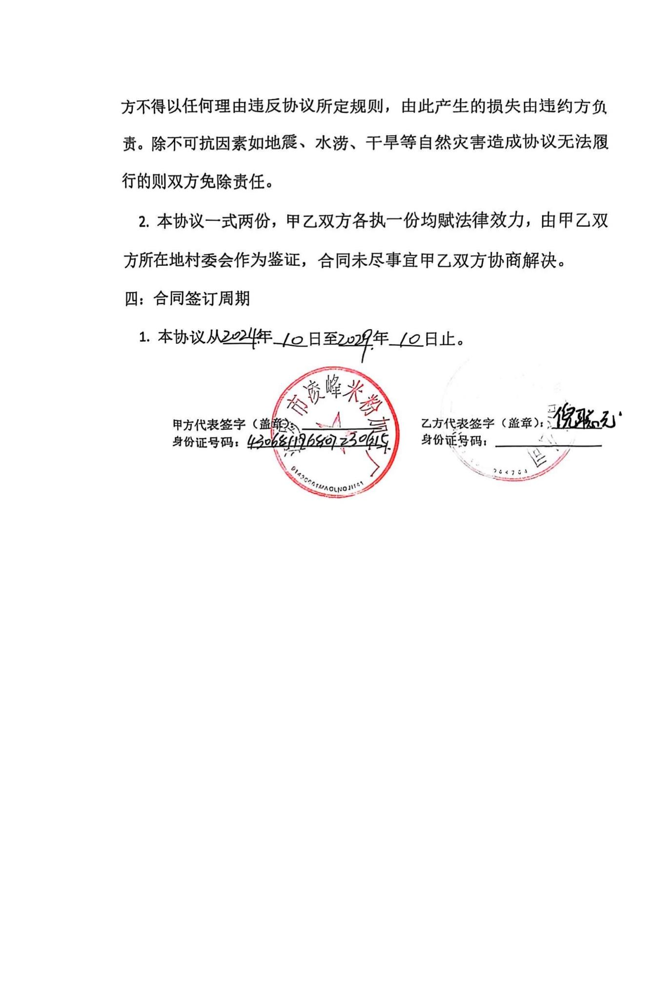 方不得以任何理由违反协议所定规则，由此产生的损失由违约方负
责。除不可抗因素如地震、水涝、干旱等自然灾害造成协议无法履
行的则双方免除责任。
2. 本协议一式两份，甲乙双方各执一份均赋法律效力，由甲乙双
方所在地村委会作为鉴证，合同未尽事宜甲乙双方协商解决。
四：合同签订周期
1. 本协议从2024年 10 日至2029年 10 日止。
市凌峰米粉加
厂
甲方代表签字（盖章）：
身份证号码：430681196807230615
乙方代表签字（盖章）：倪聪元
身份证号码：
司